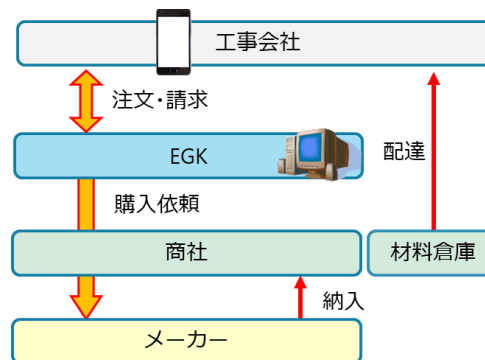 工事会社
注文・請求
EGK
配達
購入依頼
商社
材料倉庫
納入
メーカー